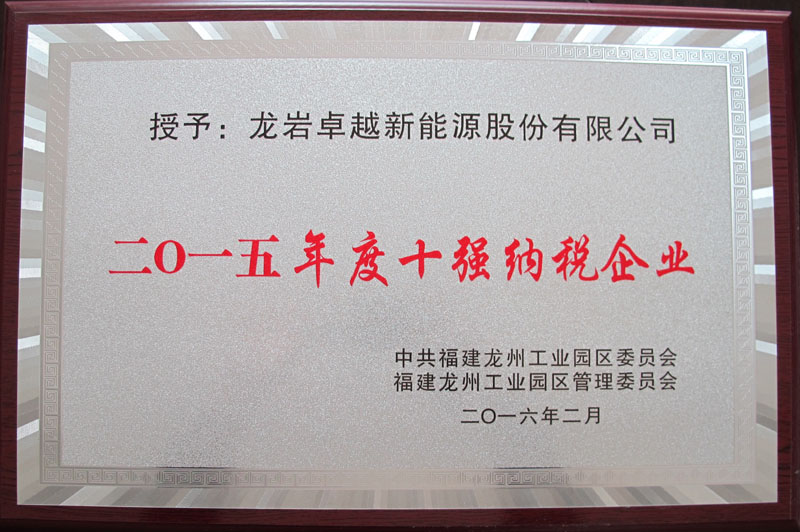 授予：龙岩卓越新能源股份有限公司
二O一五年度十强纳税企业
中共福建龙州工业园区委员会
福建龙州工业园区管理委员会
二O一六年二月